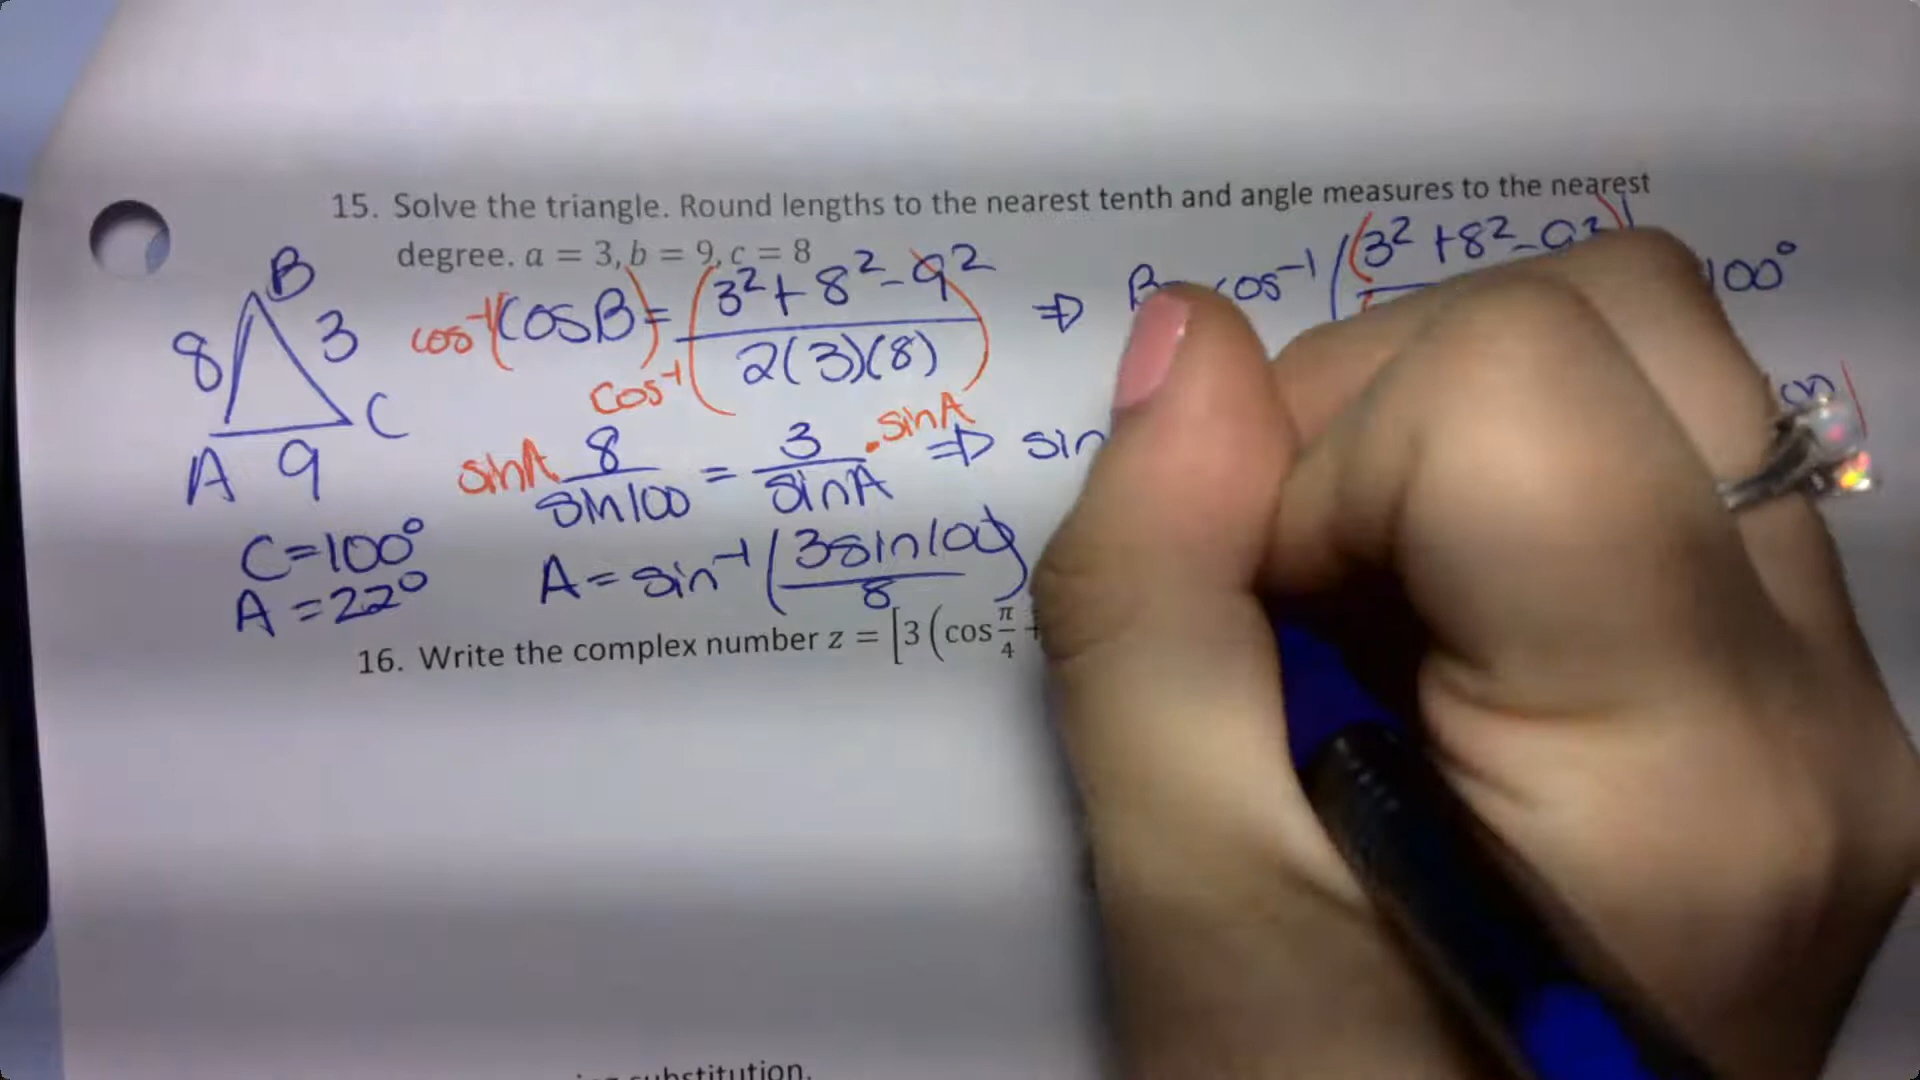 15. Solve the triangle. Round lengths to the nearest tenth and angle measures to the nearest
degree. a = 3, b = 9, c = 8
B
8
3
A 9
C
cos⁻¹(cosB) = cos⁻¹((3² + 8² - 9²)/(2(3)(8))) ⇒ cos⁻¹((3² + 8² - 9²) 100°
sinA 8/sin100 = 3/sinA · sinA ⇒ sin
C = 100°
A = 22°
A = sin⁻¹(3sin100/8)
16. Write the complex number z = [3 (cos π/4
substitution.